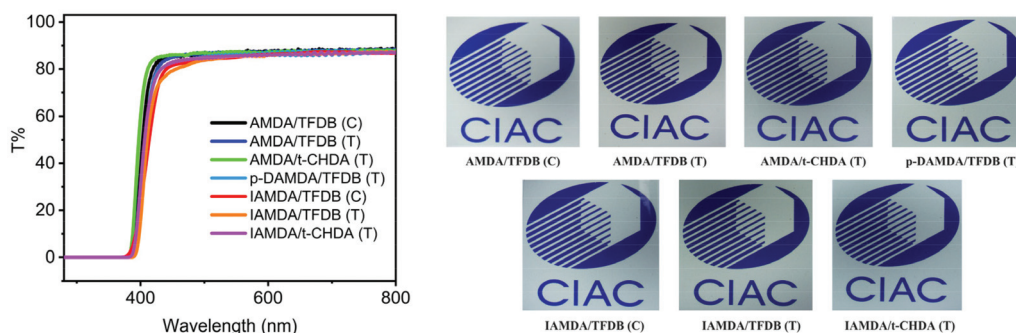 100
80
60
40
20
0
T%
400
600
800
Wavelength (nm)
AMDA/TFDB (C)
AMDA/TFDB (T)
AMDA/t-CHDA (T)
p-DAMDA/TFDB (T)
IAMDA/TFDB (C)
IAMDA/TFDB (T)
IAMDA/t-CHDA (T)
CIAC
CIAC
CIAC
CIAC
AMDA/TFDB (C)
AMDA/TFDB (T)
AMDA/t-CHDA (T)
p-DAMDA/TFDB (T)
CIAC
CIAC
CIAC
IAMDA/TFDB (C)
IAMDA/TFDB (T)
IAMDA/t-CHDA (T)